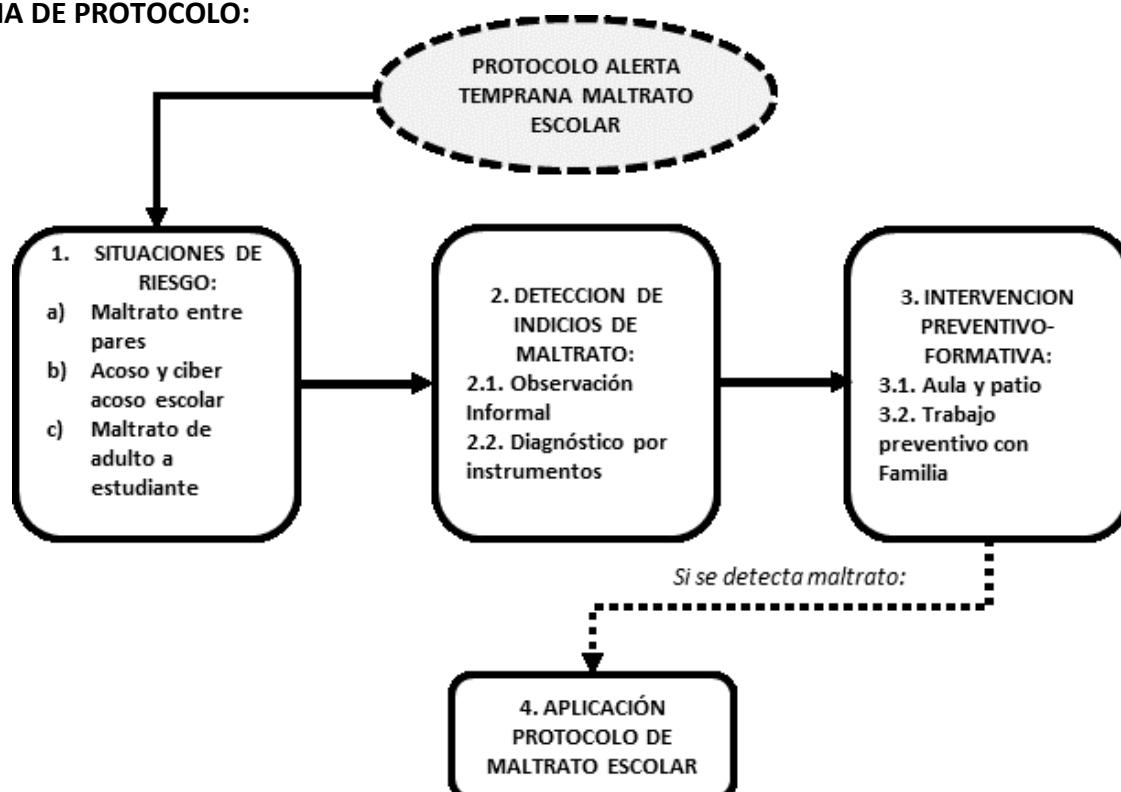 DE PROTOCOLO:
PROTOCOLO ALERTA
TEMPRANA MALTRATO
ESCOLAR
1. SITUACIONES DE
RIESGO:
a) Maltrato entre
pares
b) Acoso y ciber
acoso escolar
c) Maltrato de
adulto a
estudiante
2. DETECCION DE
INDICIOS DE
MALTRATO:
2.1. Observación
Informal
2.2. Diagnóstico por
instrumentos
3. INTERVENCION
PREVENTIVO-
FORMATIVA:
3.1. Aula y patio
3.2. Trabajo
preventivo con
Familia
Si se detecta maltrato:
4. APLICACIÓN
PROTOCOLO DE
MALTRATO ESCOLAR